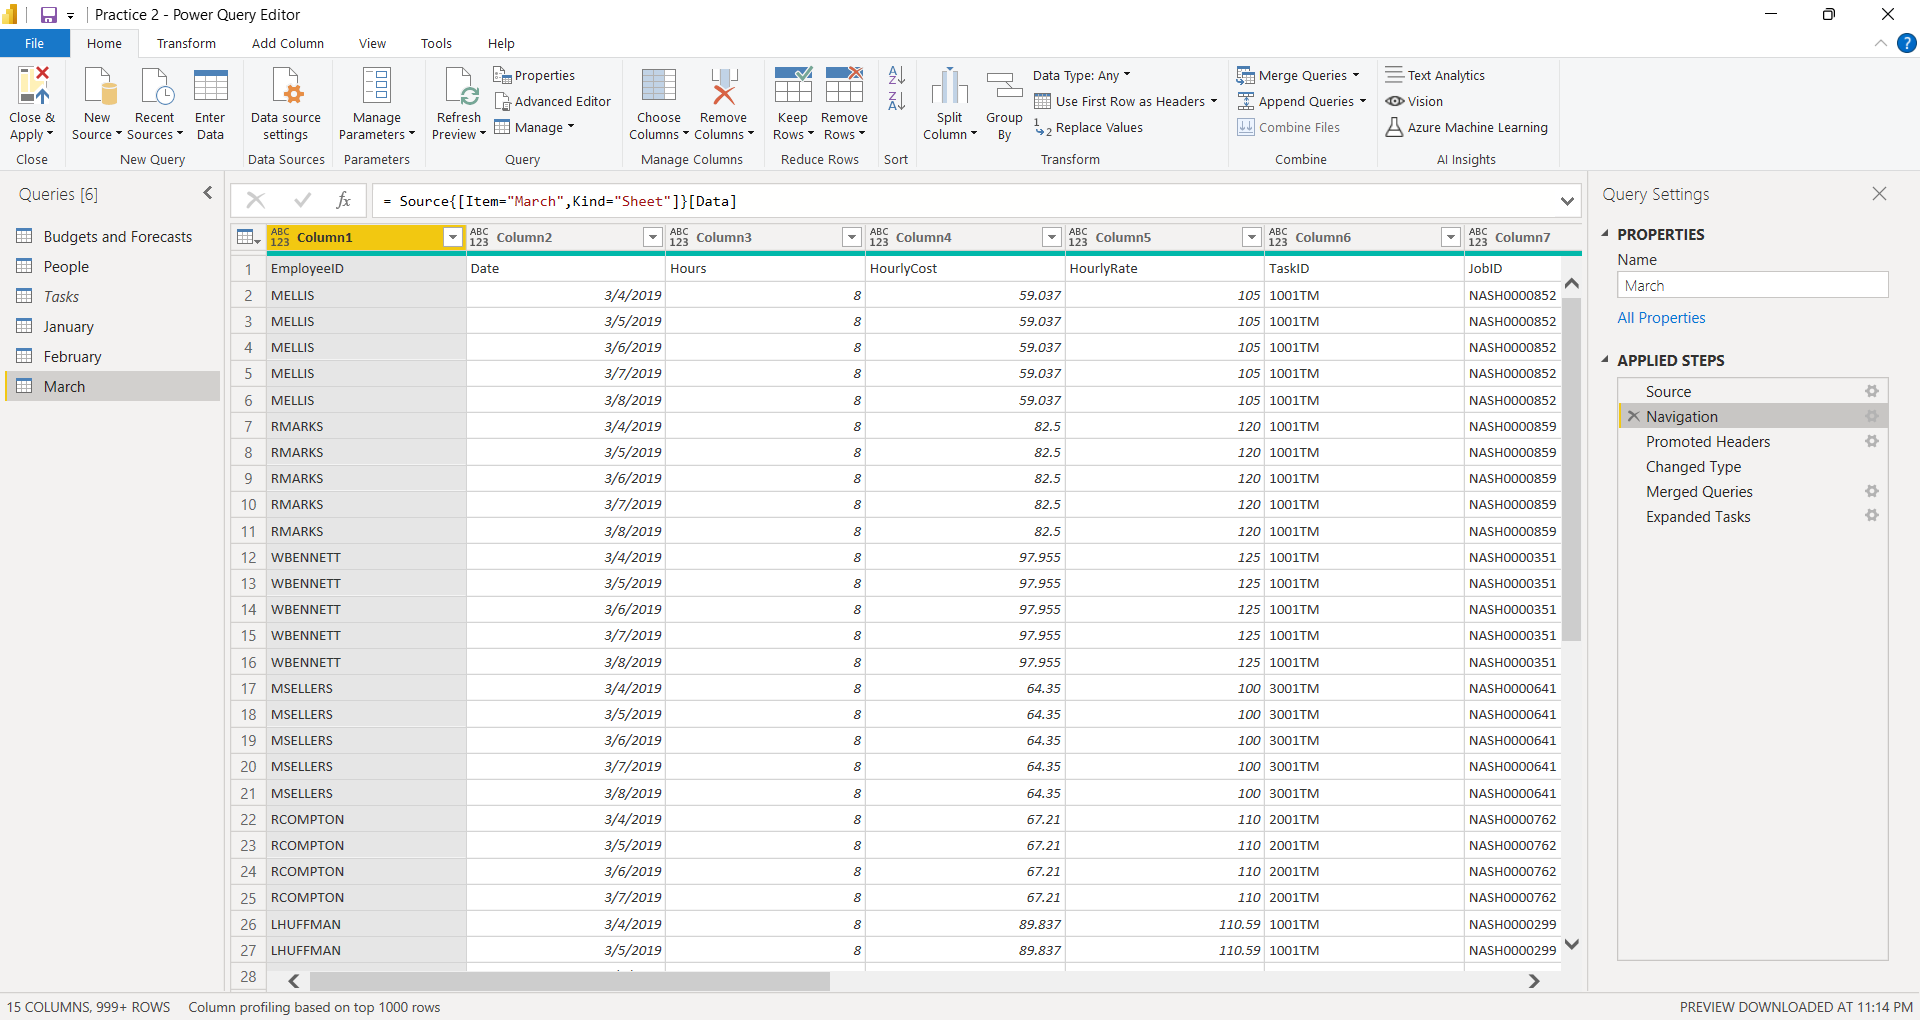 Practice 2 - Power Query Editor
File Home Transform Add Column View Tools Help
Close & Apply
New Source
Recent Sources
Enter Data
Data source settings
Manage Parameters
Refresh Preview
Properties
Advanced Editor
Manage
Choose Columns
Remove Columns
Keep Rows
Remove Rows
A Z
Z A
Split Column
Group By
Data Type: Any
Use First Row as Headers
1 2 Replace Values
Merge Queries
Append Queries
Combine Files
Text Analytics
Vision
Azure Machine Learning
Close New Query Data Sources Parameters Query Manage Columns Reduce Rows Sort Transform Combine AI Insights
Queries [6]
Budgets and Forecasts
People
Tasks
January
February
March
fx = Source{[Item="March",Kind="Sheet"]}[Data]
ABC 123 Column1 ABC 123 Column2 ABC 123 Column3 ABC 123 Column4 ABC 123 Column5 ABC 123 Column6 ABC 123 Column7
1 EmployeeID Date Hours HourlyCost HourlyRate TaskID JobID
2 MELLIS 3/4/2019 8 59.037 105 1001TM NASH0000852
3 MELLIS 3/5/2019 8 59.037 105 1001TM NASH0000852
4 MELLIS 3/6/2019 8 59.037 105 1001TM NASH0000852
5 MELLIS 3/7/2019 8 59.037 105 1001TM NASH0000852
6 MELLIS 3/8/2019 8 59.037 105 1001TM NASH0000852
7 RMARKS 3/4/2019 8 82.5 120 1001TM NASH0000859
8 RMARKS 3/5/2019 8 82.5 120 1001TM NASH0000859
9 RMARKS 3/6/2019 8 82.5 120 1001TM NASH0000859
10 RMARKS 3/7/2019 8 82.5 120 1001TM NASH0000859
11 RMARKS 3/8/2019 8 82.5 120 1001TM NASH0000859
12 WBENNETT 3/4/2019 8 97.955 125 1001TM NASH0000351
13 WBENNETT 3/5/2019 8 97.955 125 1001TM NASH0000351
14 WBENNETT 3/6/2019 8 97.955 125 1001TM NASH0000351
15 WBENNETT 3/7/2019 8 97.955 125 1001TM NASH0000351
16 WBENNETT 3/8/2019 8 97.955 125 1001TM NASH0000351
17 MSELLERS 3/4/2019 8 64.35 100 3001TM NASH0000641
18 MSELLERS 3/5/2019 8 64.35 100 3001TM NASH0000641
19 MSELLERS 3/6/2019 8 64.35 100 3001TM NASH0000641
20 MSELLERS 3/7/2019 8 64.35 100 3001TM NASH0000641
21 MSELLERS 3/8/2019 8 64.35 100 3001TM NASH0000641
22 RCOMPTON 3/4/2019 8 67.21 110 2001TM NASH0000762
23 RCOMPTON 3/5/2019 8 67.21 110 2001TM NASH0000762
24 RCOMPTON 3/6/2019 8 67.21 110 2001TM NASH0000762
25 RCOMPTON 3/7/2019 8 67.21 110 2001TM NASH0000762
26 LHUFFMAN 3/4/2019 8 89.837 110.59 1001TM NASH0000299
27 LHUFFMAN 3/5/2019 8 89.837 110.59 1001TM NASH0000299
28
Query Settings
PROPERTIES
Name
March
All Properties
APPLIED STEPS
Source
Navigation
Promoted Headers
Changed Type
Merged Queries
Expanded Tasks
15 COLUMNS, 999+ ROWS Column profiling based on top 1000 rows PREVIEW DOWNLOADED AT 11:14 PM